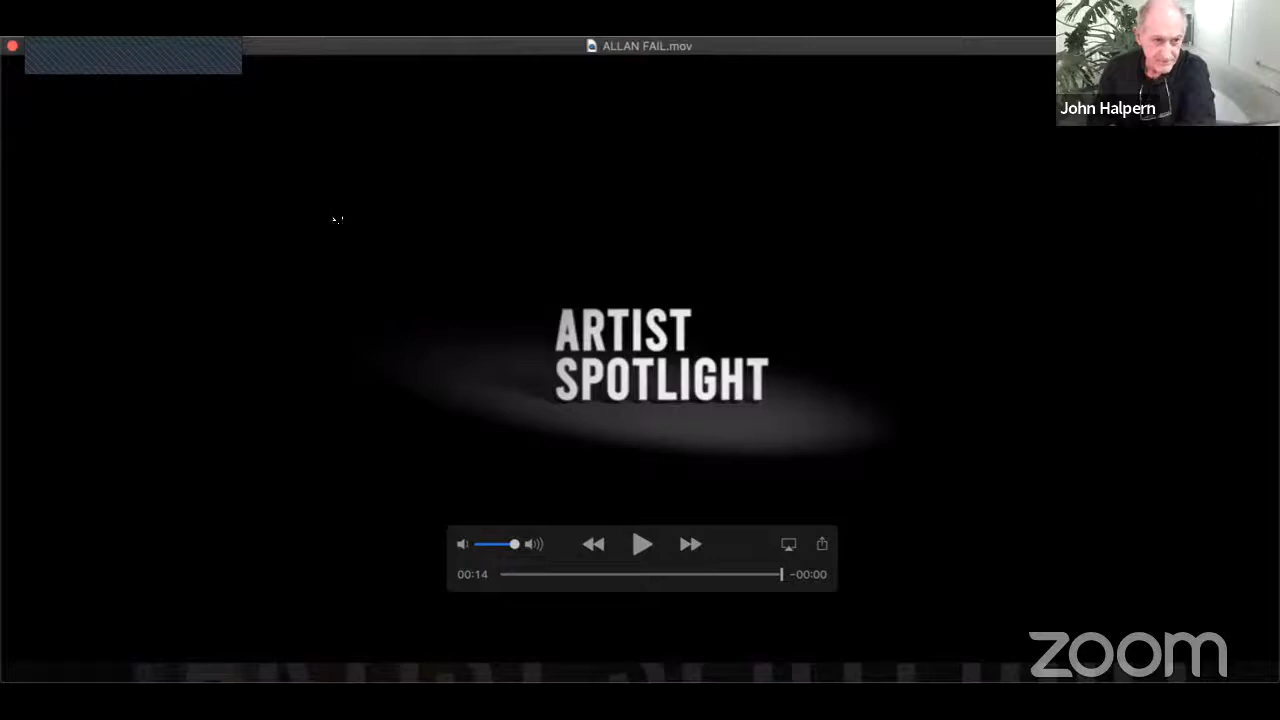 ALLAN FAIL.mov
John Halpern
ARTIST
SPOTLIGHT
00:14
-00:00
zoom